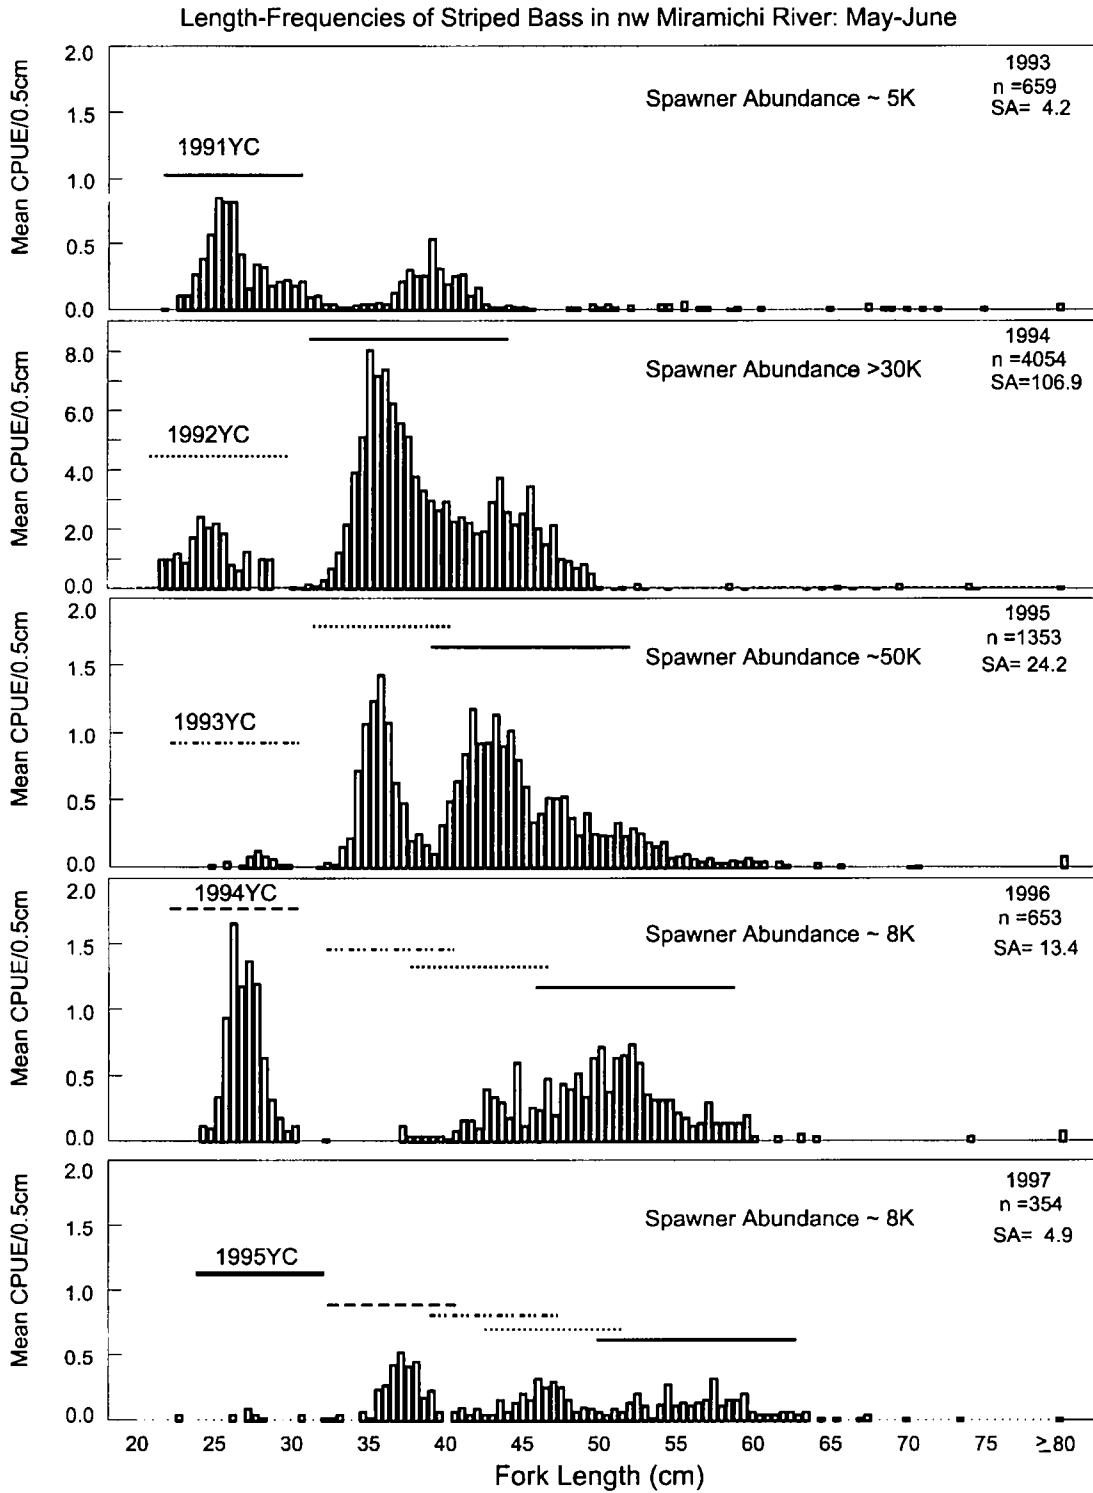 Length-Frequencies of Striped Bass in nw Miramichi River: May-June
Mean CPUE/0.5cm
2.0
1.5
1.0
0.5
0.0
1991YC
Spawner Abundance ~ 5K
1993
n =659
SA= 4.2
Mean CPUE/0.5cm
8.0
6.0
4.0
2.0
0.0
1992YC
Spawner Abundance >30K
1994
n =4054
SA=106.9
Mean CPUE/0.5cm
2.0
1.5
1.0
0.5
0.0
1993YC
Spawner Abundance ~50K
1995
n =1353
SA= 24.2
Mean CPUE/0.5cm
2.0
1.5
1.0
0.5
0.0
1994YC
Spawner Abundance ~ 8K
1996
n =653
SA= 13.4
Mean CPUE/0.5cm
2.0
1.5
1.0
0.5
0.0
1995YC
Spawner Abundance ~ 8K
1997
n =354
SA= 4.9
20 25 30 35 40 45 50 55 60 65 70 75 ≥80
Fork Length (cm)